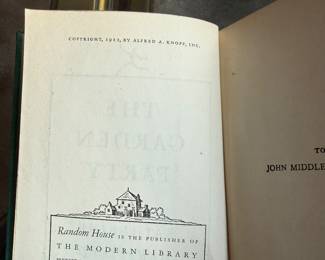 COPYRIGHT, 1922, BY ALFRED A. KNOPF, INC.
THE
GARDEN
PARTY
TO
JOHN MIDDLE
Random House IS THE PUBLISHER OF
THE MODERN LIBRARY